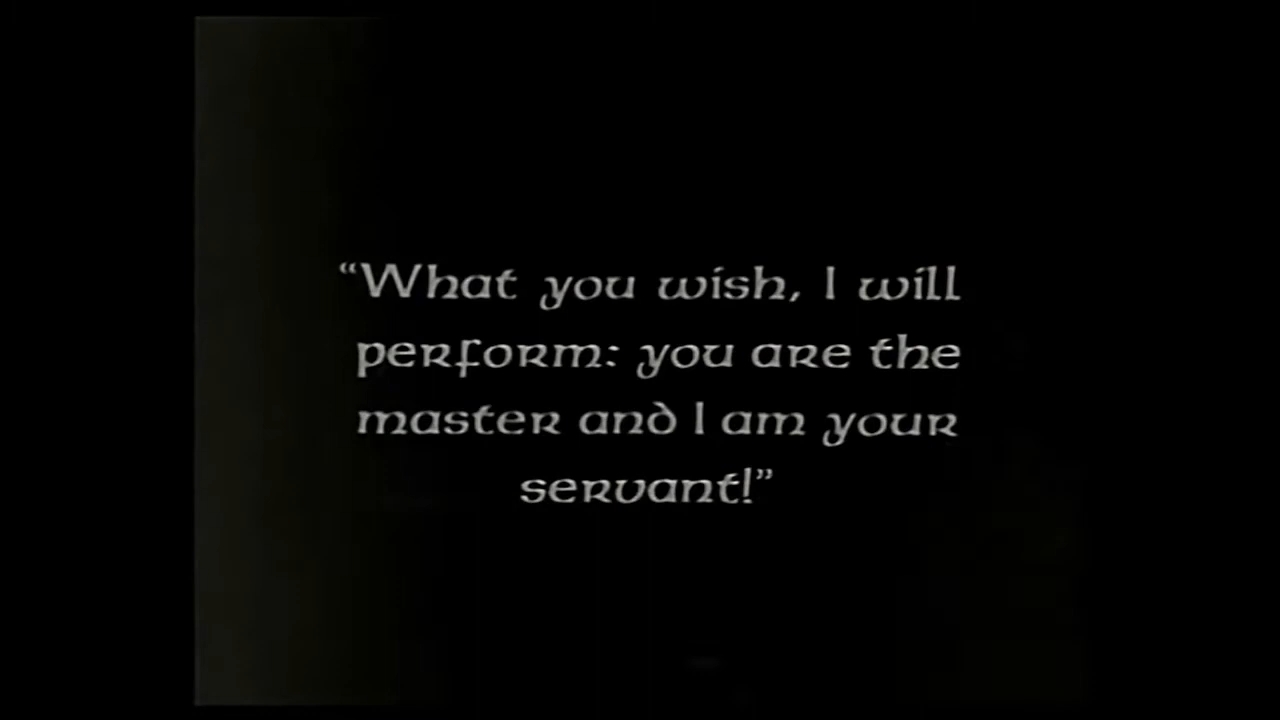 “What you wish, I will
perform: you are the
master and I am your
servant!”